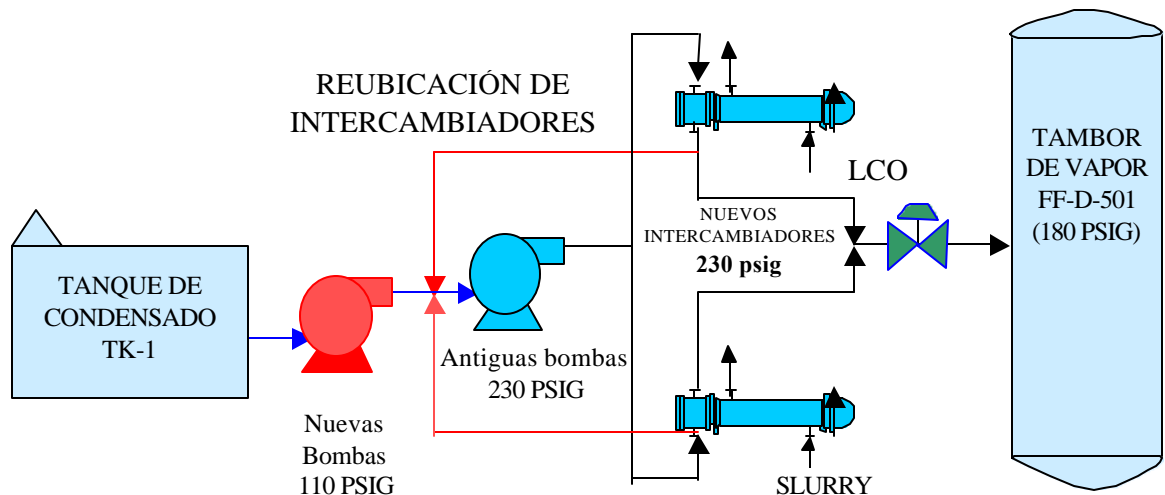 REUBICACIÓN DE
INTERCAMBIADORES
LCO
TAMBOR
DE VAPOR
FF-D-501
(180 PSIG)
NUEVOS
INTERCAMBIADORES
230 psig
TANQUE DE
CONDENSADO
TK-1
Antiguas bombas
230 PSIG
Nuevas
Bombas
110 PSIG
SLURRY